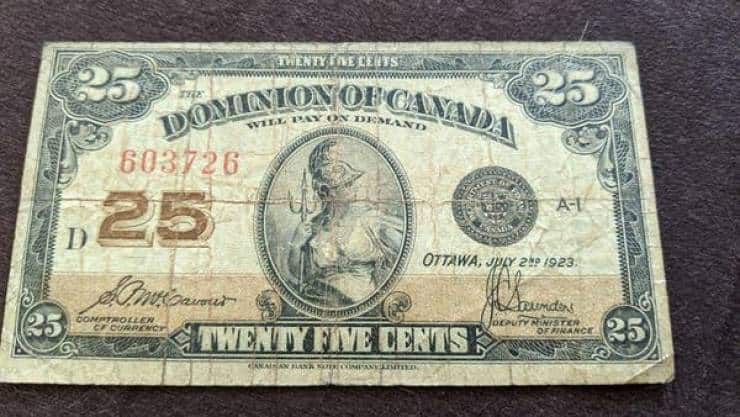 TWENTY FIVE CENTS
25 25
THE
DOMINION OF CANADA
WILL PAY ON DEMAND
603726
25
D
A-1
OTTAWA, JULY 2ND 1923.
COMPTROLLER
OF CURRENCY
DEPUTY MINISTER
OF FINANCE
25 TWENTY FIVE CENTS 25
CANADIAN BANK NOTE COMPANY, LIMITED.